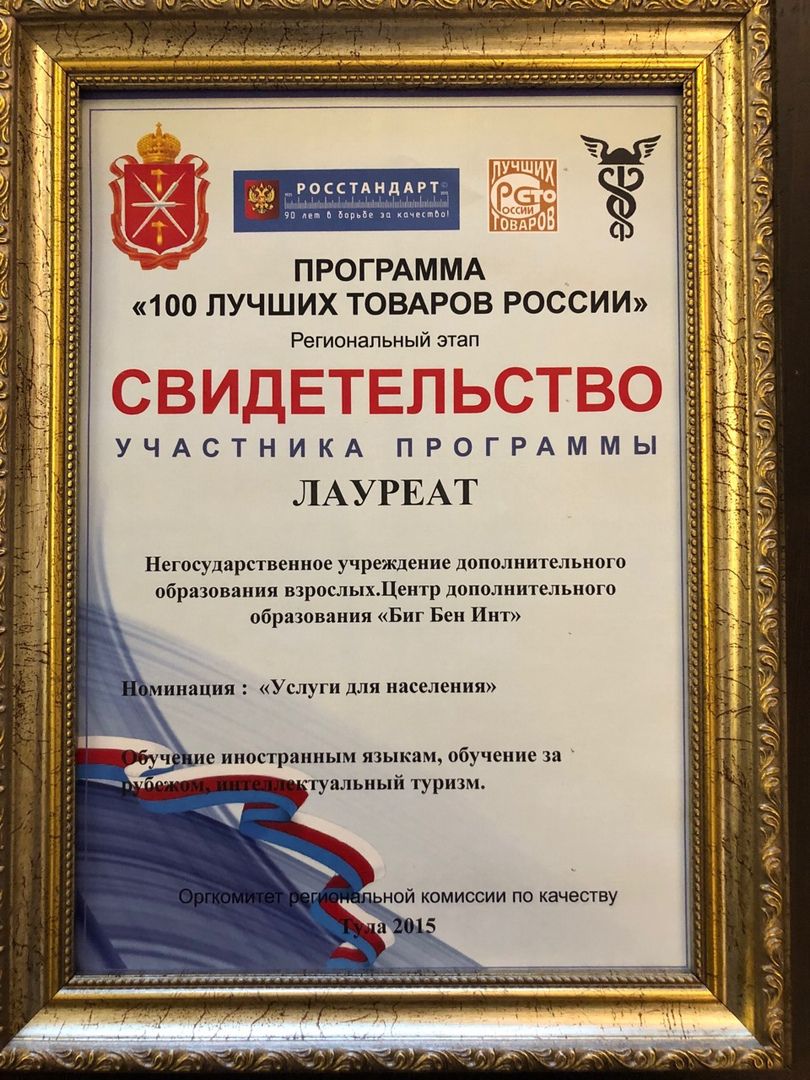 РОССТАНДАРТ
90 лет в борьбе за качество!
ЛУЧШИХ
РОССИИ СТО
ТОВАРОВ
ПРОГРАММА
«100 ЛУЧШИХ ТОВАРОВ РОССИИ»
Региональный этап
СВИДЕТЕЛЬСТВО
УЧАСТНИКА ПРОГРАММЫ
ЛАУРЕАТ
Негосударственное учреждение дополнительного
образования взрослых.Центр дополнительного
образования «Биг Бен Инт»
Номинация : «Услуги для населения»
Обучение иностранным языкам, обучение за
рубежом, интеллектуальный туризм.
Оргкомитет региональной комиссии по качеству
Тула 2015